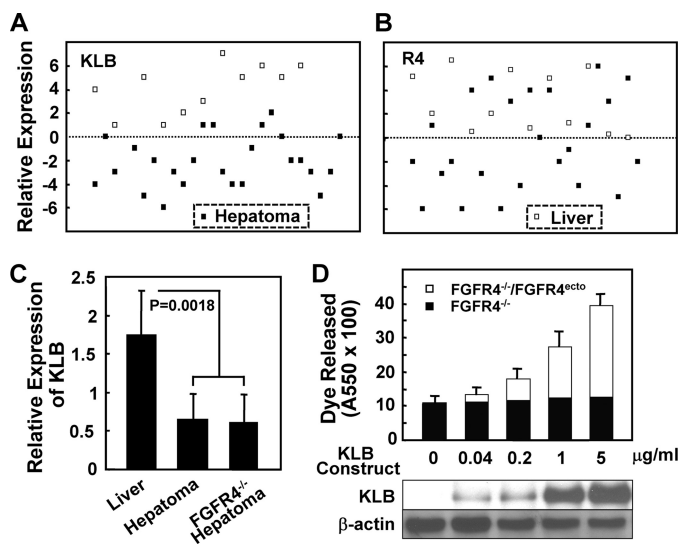 A
KLB
6
4
2
0
-2
-4
-6
Relative Expression
Hepatoma
B
R4
Liver
C
2.5
2
1.5
1
0.5
0
Relative Expression
of KLB
P=0.0018
Liver
Hepatoma
FGFR4-/-
Hepatoma
D
FGFR4-/-/FGFR4ecto
FGFR4-/-
40
30
20
10
0
Dye Released
(A550 x 100)
KLB
Construct
0 0.04 0.2 1 5 μg/ml
KLB
β-actin